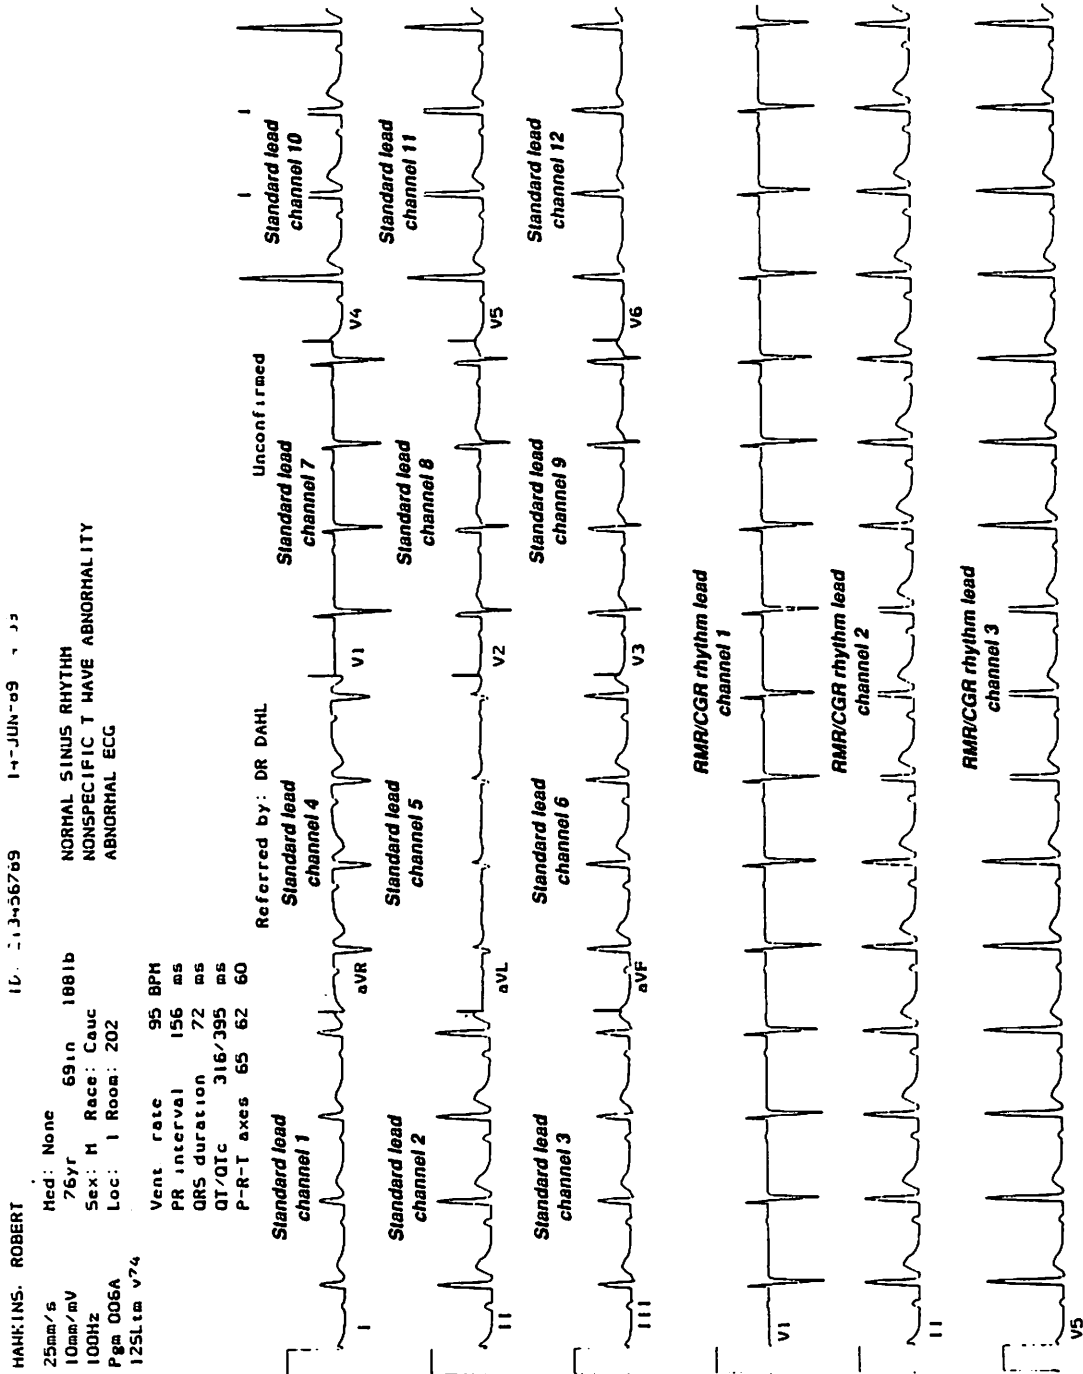 HAWKINS. ROBERT
14-JUN-89
25mm/s
10mm/mV
100Hz
Pgm 006A
12SLtm v74
Med: None
76yr 69in 188lb
Sex: M Race: Cauc
Loc: 1 Room: 202
Vent rate 95 BPM
PR interval 156 ms
QRS duration 72 ms
QT/QTc 316/395 ms
P-R-T axes 65 62 60
NORMAL SINUS RHYTHM
NONSPECIFIC T WAVE ABNORMALITY
ABNORMAL ECG
Referred by: DR DAHL
Unconfirmed
Standard lead
channel 1
Standard lead
channel 4
Standard lead
channel 7
Standard lead
channel 10
I
aVR
V1
V4
Standard lead
channel 2
Standard lead
channel 5
Standard lead
channel 8
Standard lead
channel 11
II
aVL
V2
V5
Standard lead
channel 3
Standard lead
channel 6
Standard lead
channel 9
Standard lead
channel 12
III
aVF
V3
V6
RMR/CGR rhythm lead
channel 1
V1
RMR/CGR rhythm lead
channel 2
II
RMR/CGR rhythm lead
channel 3
V5